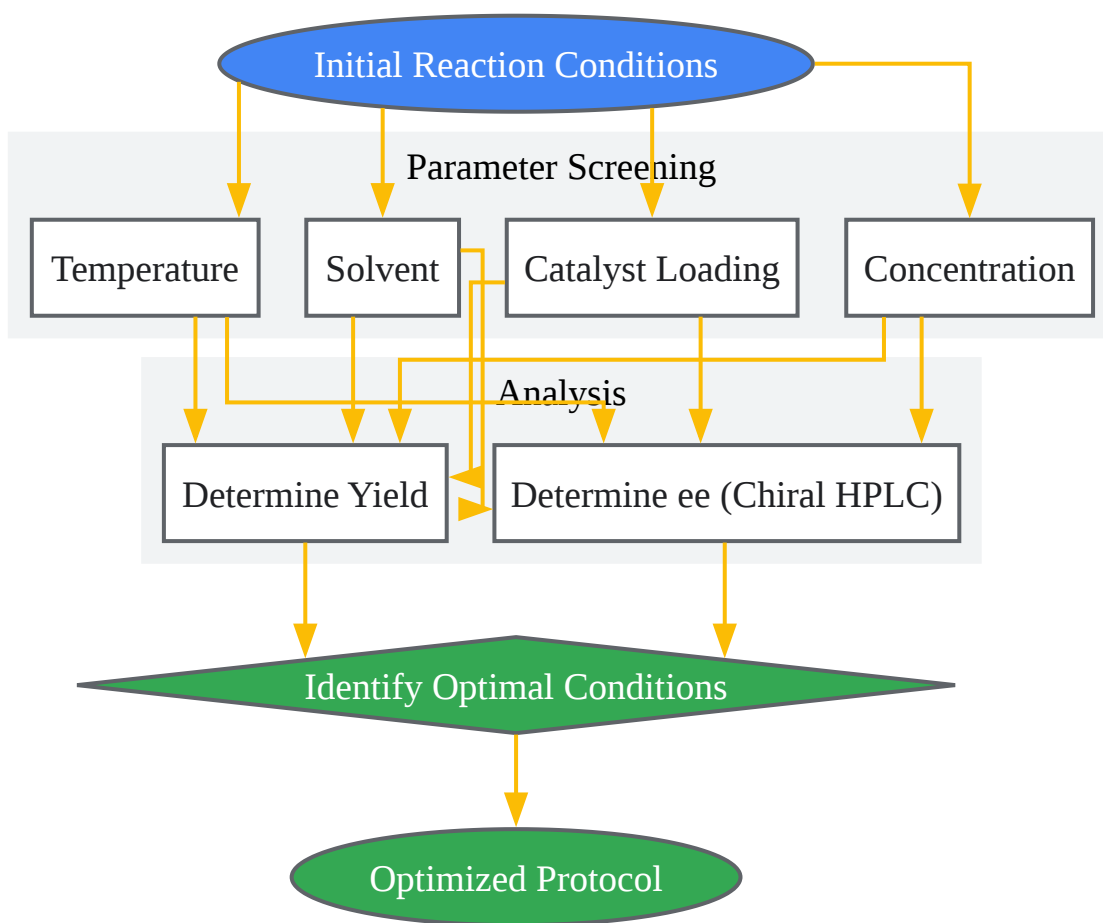 Initial Reaction Conditions
Parameter Screening
Temperature
Solvent
Catalyst Loading
Concentration
Analysis
Determine Yield
Determine ee (Chiral HPLC)
Identify Optimal Conditions
Optimized Protocol